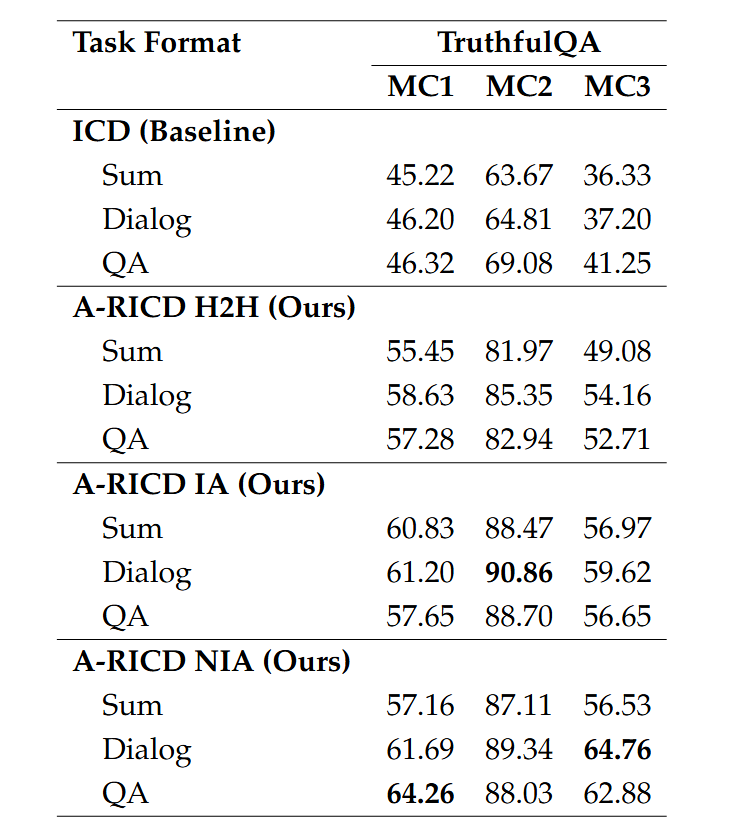 Task Format TruthfulQA
MC1 MC2 MC3
ICD (Baseline)
Sum 45.22 63.67 36.33
Dialog 46.20 64.81 37.20
QA 46.32 69.08 41.25
A-RICD H2H (Ours)
Sum 55.45 81.97 49.08
Dialog 58.63 85.35 54.16
QA 57.28 82.94 52.71
A-RICD IA (Ours)
Sum 60.83 88.47 56.97
Dialog 61.20 90.86 59.62
QA 57.65 88.70 56.65
A-RICD NIA (Ours)
Sum 57.16 87.11 56.53
Dialog 61.69 89.34 64.76
QA 64.26 88.03 62.88